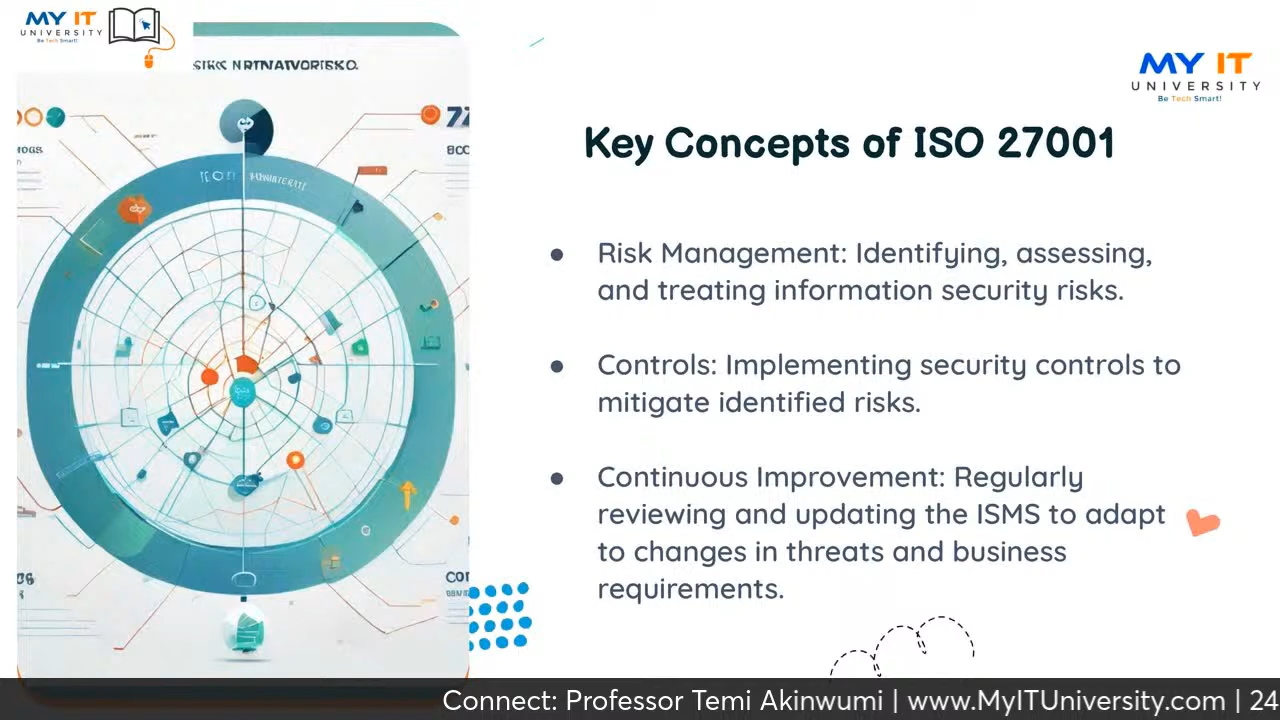 MY IT
UNIVERSITY
Be Tech Smart!
MY IT
UNIVERSITY
Be Tech Smart!
Key Concepts of ISO 27001
● Risk Management: Identifying, assessing,
and treating information security risks.
● Controls: Implementing security controls to
mitigate identified risks.
● Continuous Improvement: Regularly
reviewing and updating the ISMS to adapt
to changes in threats and business
requirements.
Connect: Professor Temi Akinwumi | www.MyITUniversity.com | 24